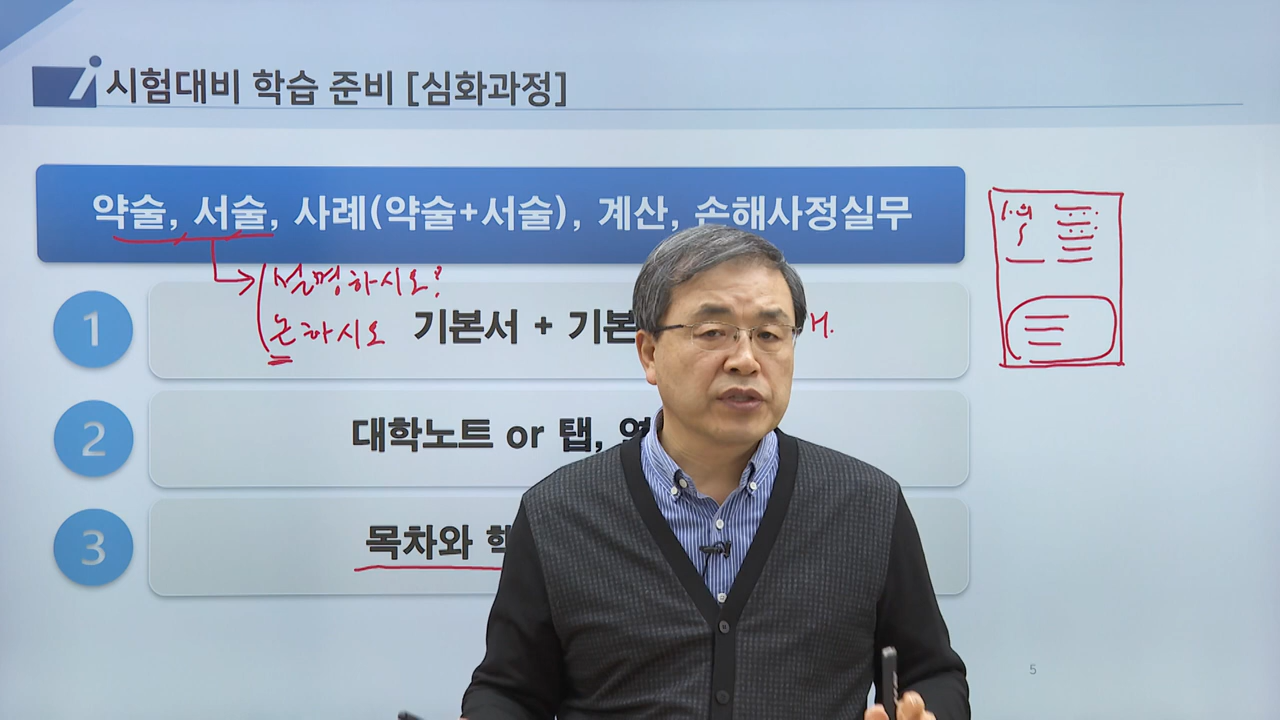 시험대비 학습 준비 [심화과정]
약술, 서술, 사례(약술+서술), 계산, 손해사정실무
설명하시오?
1
논하시오
기본서 + 기본
H.
2
대학노트 or 탭,
3
목차와
1.의
5